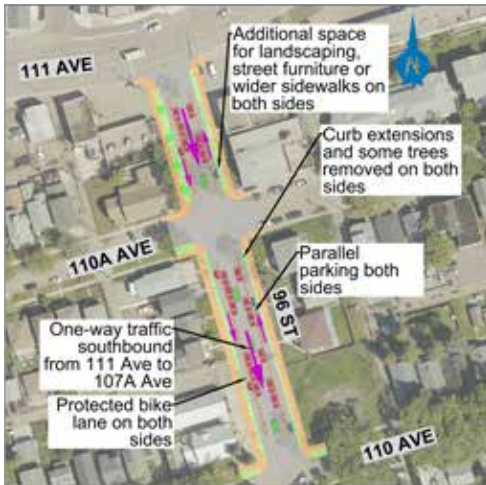 111 AVE
Additional space
for landscaping,
street furniture or
wider sidewalks on
both sides
N
Curb extensions
and some trees
removed on both
sides
110A AVE
Parallel
parking both
sides
96 ST
One-way traffic
southbound
from 111 Ave to
107A Ave
Protected bike
lane on both
sides
110 AVE